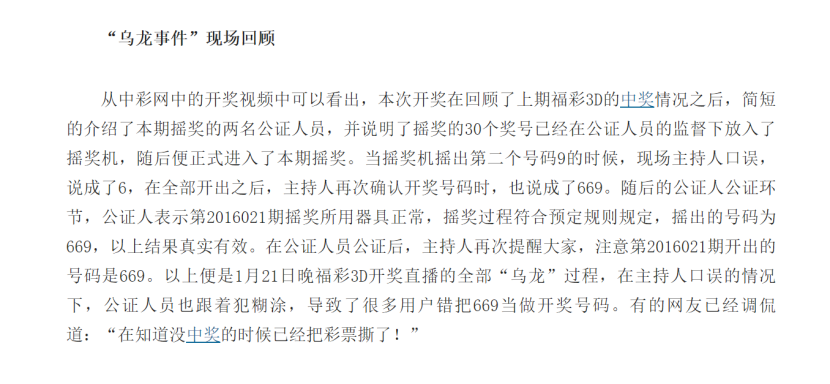 “乌龙事件”现场回顾
从中彩网中的开奖视频中可以看出，本次开奖在回顾了上期福彩3D的中奖情况之后，简短
的介绍了本期摇奖的两名公证人员，并说明了摇奖的30个奖号已经在公证人员的监督下放入了
摇奖机，随后便正式进入了本期摇奖。当摇奖机摇出第二个号码9的时候，现场主持人口误，
说成了6，在全部开出之后，主持人再次确认开奖号码时，也说成了669。随后的公证人公证环
节，公证人表示第2016021期摇奖所用器具正常，摇奖过程符合预定规则规定，摇出的号码为
669，以上结果真实有效。在公证人员公证后，主持人再次提醒大家，注意第2016021期开出的
号码是669。以上便是1月21日晚福彩3D开奖直播的全部“乌龙”过程，在主持人口误的情况
下，公证人员也跟着犯糊涂，导致了很多用户错把669当做开奖号码。有的网友已经调侃
道：“在知道没中奖的时候已经把彩票撕了！”